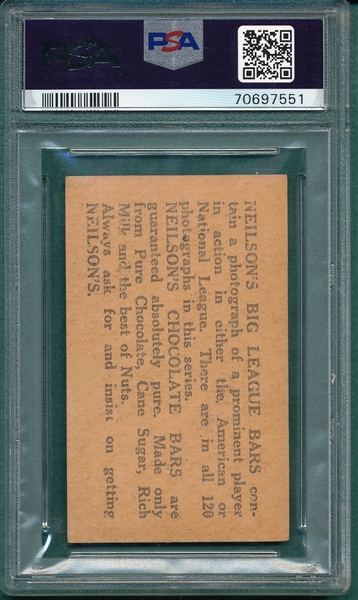 PSA
70697551
NEILSON'S BIG LEAGUE BARS con-
tain a photograph of a prominent player
in action in either the American or
National League. There are in all 120
photographs in this series.
NEILSON'S CHOCOLATE BARS are
guaranteed absolutely pure. Made only
from Pure Chocolate, Cane Sugar, Rich
Milk and the best of Nuts.
Always ask for and insist on getting
NEILSON'S.